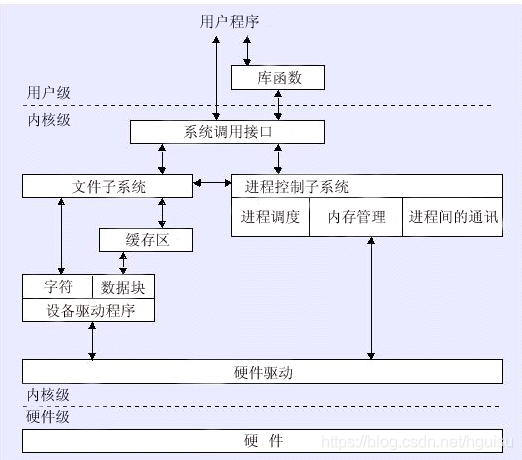 用户程序
库函数
用户级
内核级
系统调用接口
文件子系统
进程控制子系统
进程调度 内存管理 进程间的通讯
缓存区
字符 数据块
设备驱动程序
硬件驱动
内核级
硬件级
硬 件
https://blog.csdn.net/hguisu